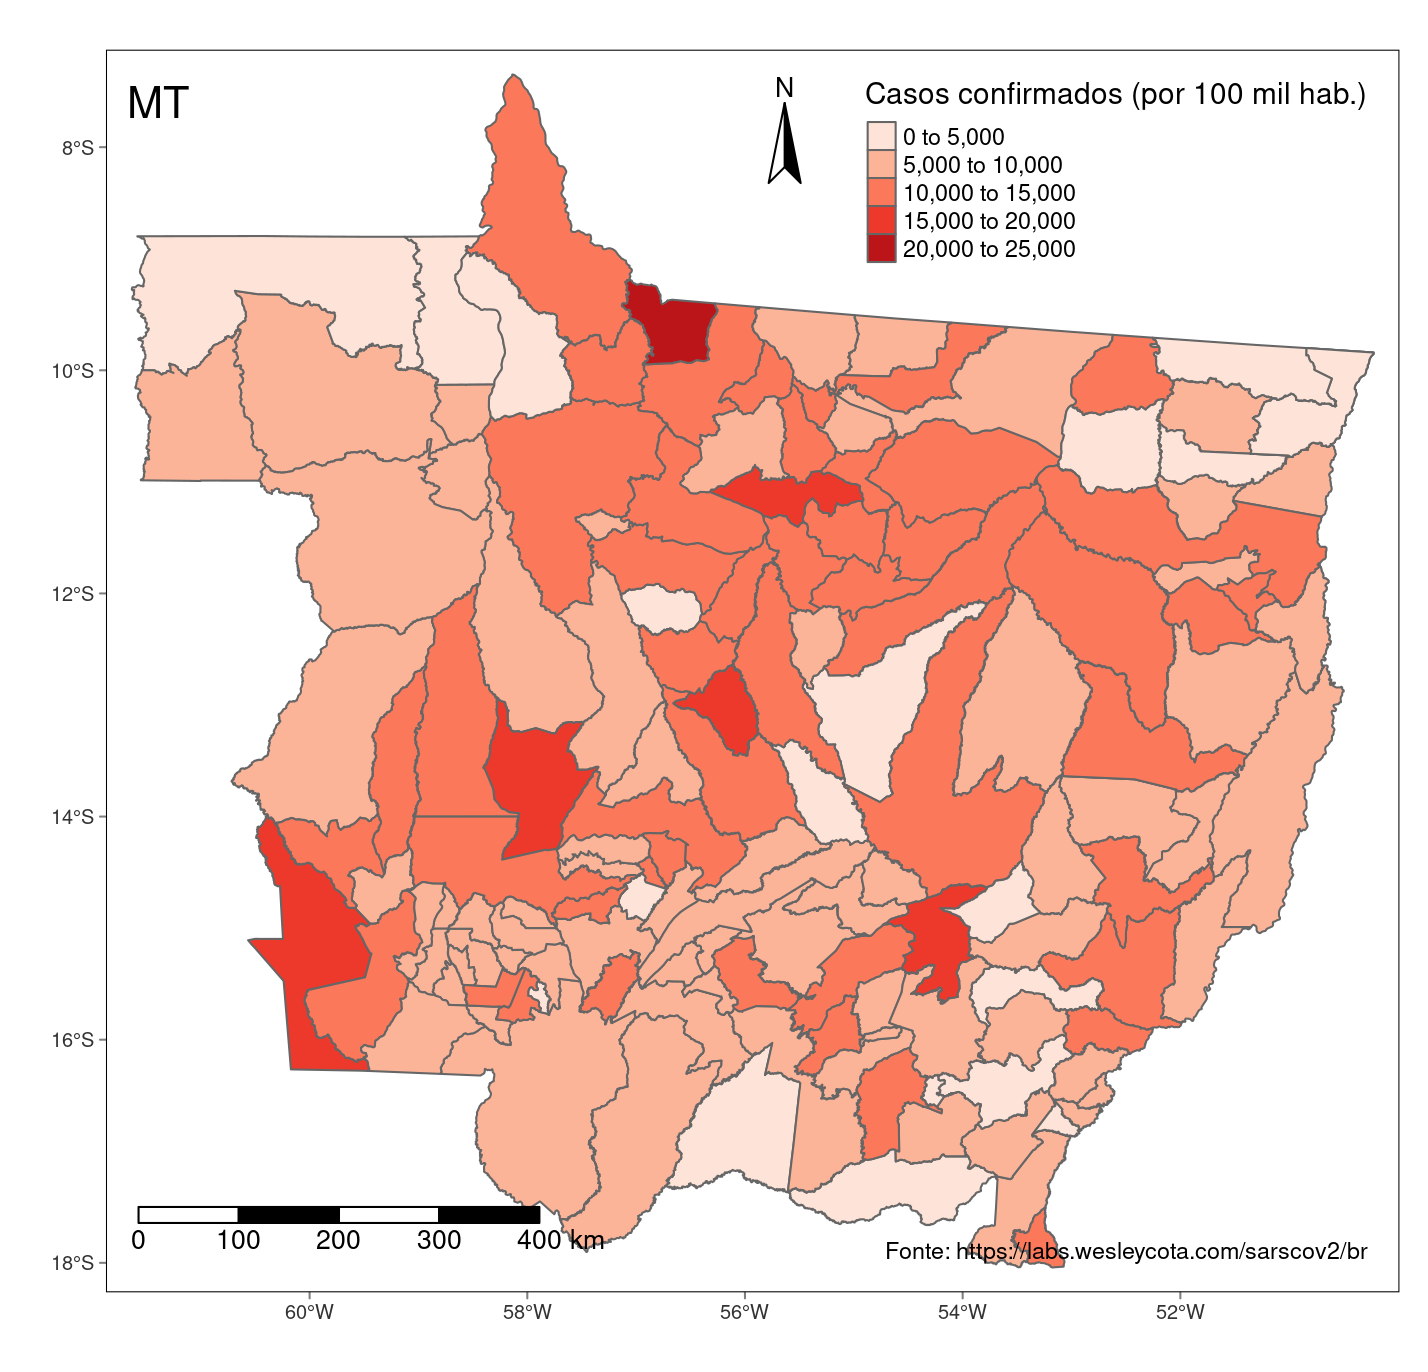 MT
N
Casos confirmados (por 100 mil hab.)
0 to 5,000
5,000 to 10,000
10,000 to 15,000
15,000 to 20,000
20,000 to 25,000
8°S
10°S
12°S
14°S
16°S
18°S
0 100 200 300 400 km
Fonte: https://labs.wesleycota.com/sarscov2/br
60°W 58°W 56°W 54°W 52°W